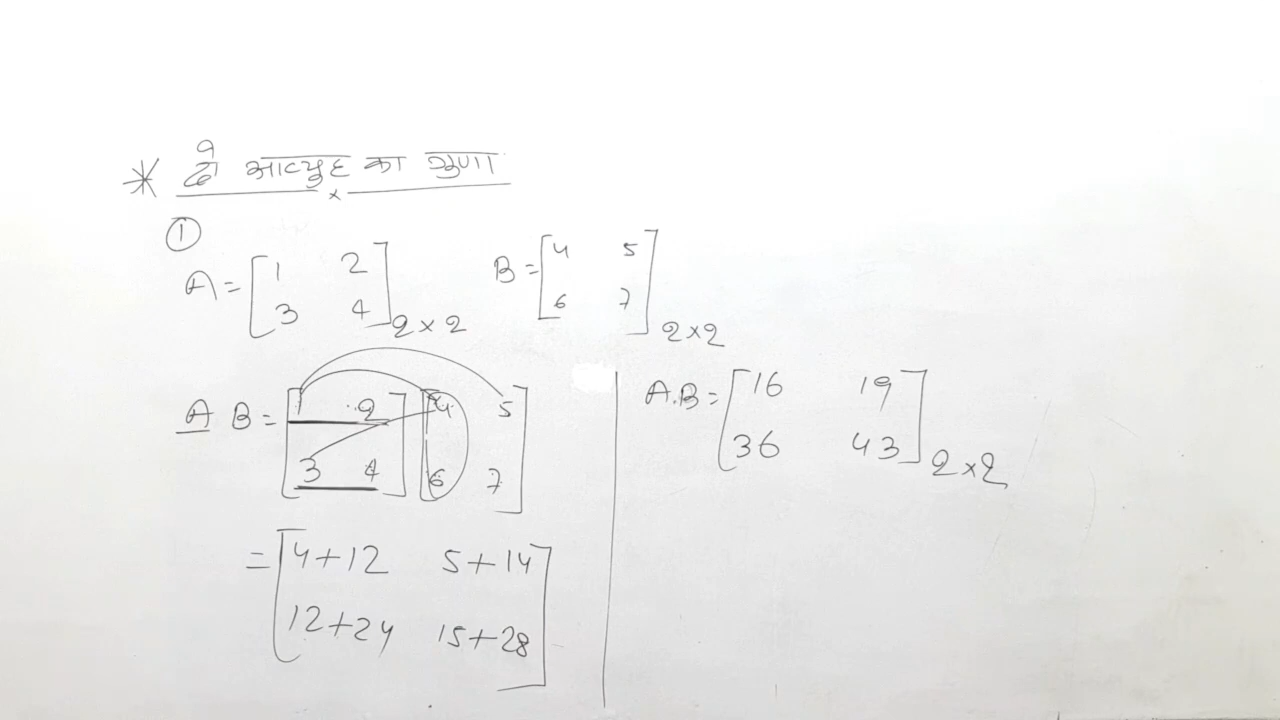 * दो आव्युह का गुणा
①
A = [1 2 3 4] 2×2 B = [4 5 6 7] 2×2
A B = [1 2 3 4] [4 5 6 7]
= [4+12 5+14
12+24 15+28]
A.B = [16 19
36 43] 2×2